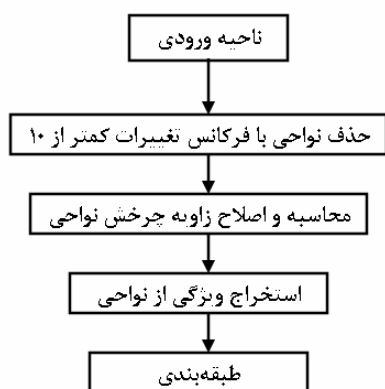 ناحیه ورودی
حذف نواحی با فرکانس تغییرات کمتر از ۱۰
محاسبه و اصلاح زاویه چرخش نواحی
استخراج ویژگی از نواحی
طبقه‌بندی